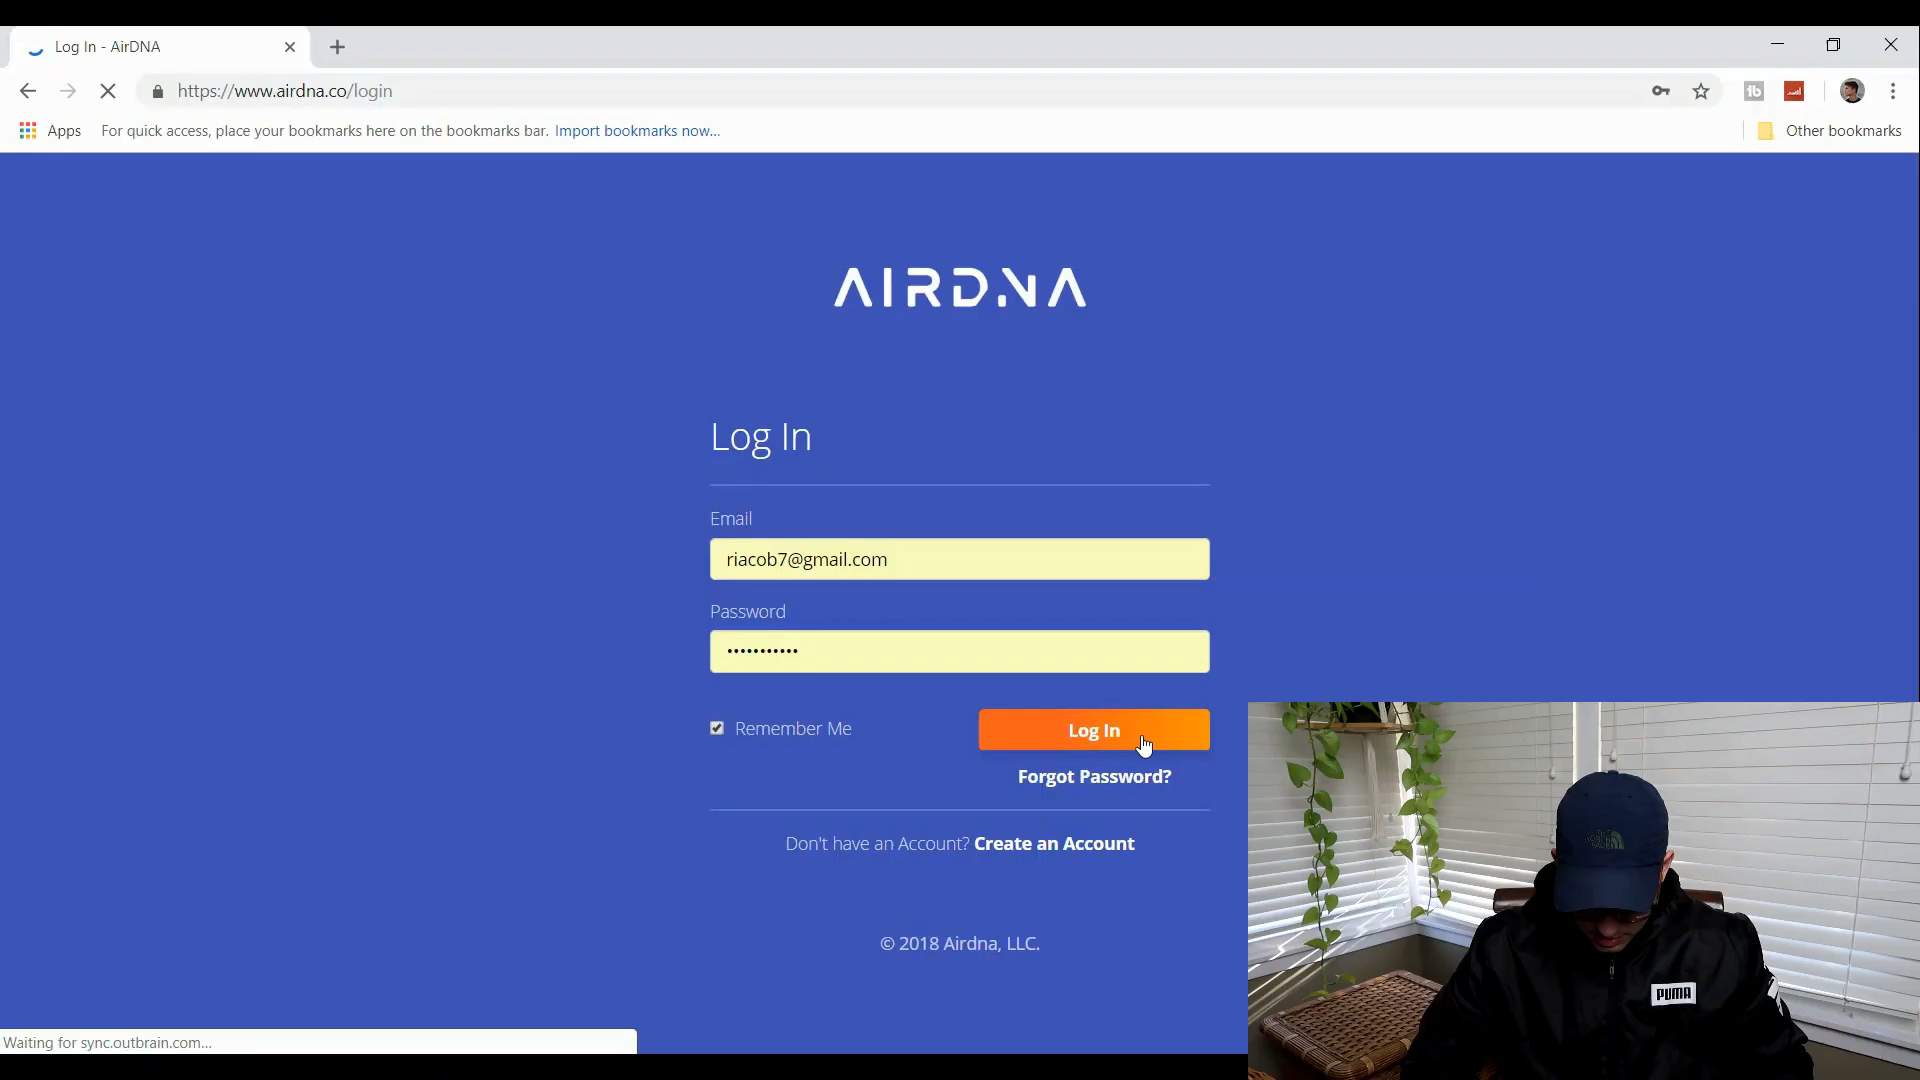 Log In - AirDNA
https://www.airdna.co/login
Apps
For quick access, place your bookmarks here on the bookmarks bar. Import bookmarks now...
Other bookmarks
AIRDNA
Log In
Email
riacob7@gmail.com
Password
•••••••••••
Remember Me
Log In
Forgot Password?
Don't have an Account? Create an Account
© 2018 Airdna, LLC.
Waiting for sync.outbrain.com...
PUMA